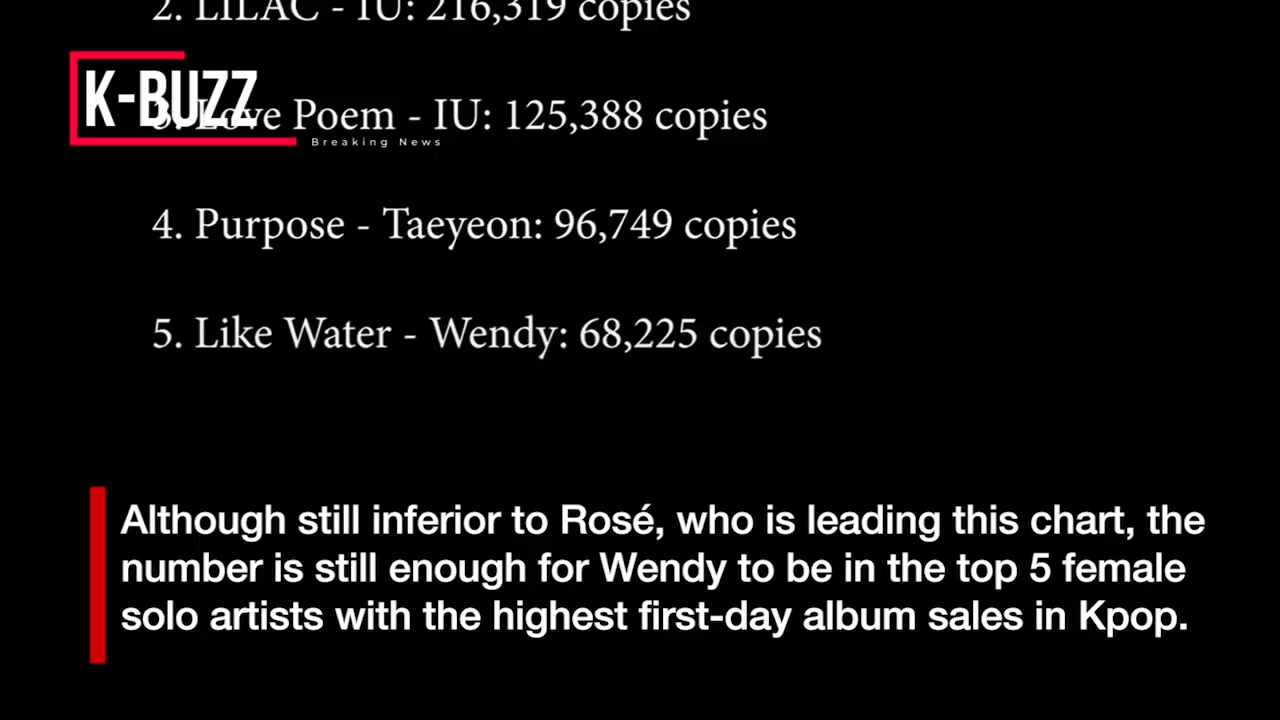 2. LILAC - IU: 216,319 copies
K-BUZZ
3. Love Poem - IU: 125,388 copies
Breaking News
4. Purpose - Taeyeon: 96,749 copies
5. Like Water - Wendy: 68,225 copies
Although still inferior to Rosé, who is leading this chart, the
number is still enough for Wendy to be in the top 5 female
solo artists with the highest first-day album sales in Kpop.